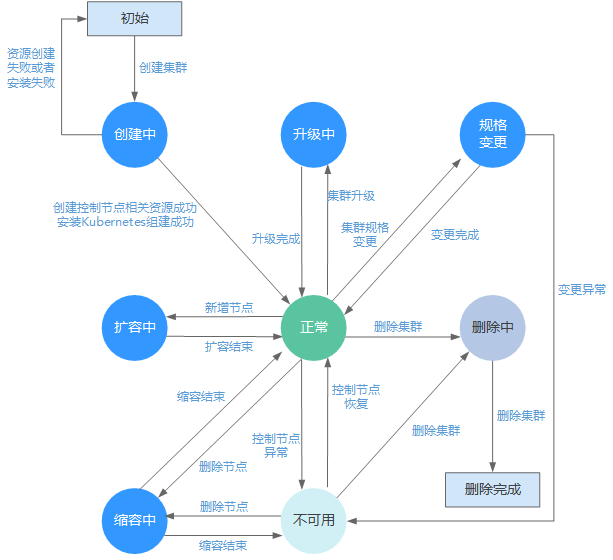 初始
资源创建
失败或者
安装失败
创建集群
创建中
升级中
规格
变更
创建控制节点相关资源成功
安装Kubernetes组建成功
集群升级
升级完成
集群规格
变更
变更完成
变更异常
扩容中
新增节点
扩容结束
正常
删除集群
删除中
缩容结束
控制节点
恢复
删除集群
删除集群
控制节点
异常
删除节点
删除完成
缩容中
删除节点
缩容结束
不可用